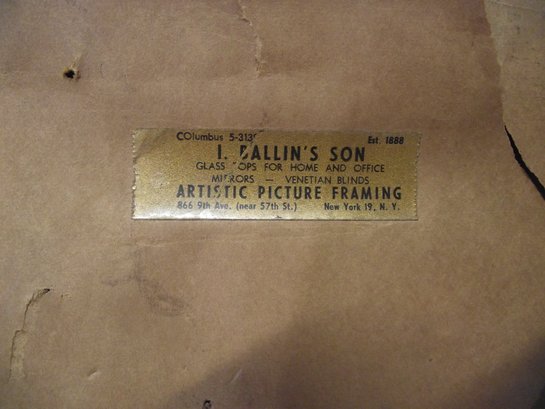 COlumbus 5-313 Est. 1888
I. BALLIN'S SON
GLASS TOPS FOR HOME AND OFFICE
MIRRORS — VENETIAN BLINDS
ARTISTIC PICTURE FRAMING
866 9th Ave. (near 57th St.) New York 19, N. Y.